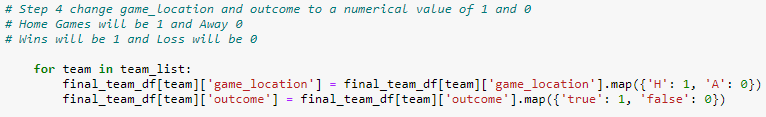 # Step 4 change game_location and outcome to a numerical value of 1 and 0
# Home Games will be 1 and Away 0
# Wins will be 1 and Loss will be 0
for team in team_list:
final_team_df[team]['game_location'] = final_team_df[team]['game_location'].map({'H': 1, 'A': 0})
final_team_df[team]['outcome'] = final_team_df[team]['outcome'].map({'true': 1, 'false': 0})